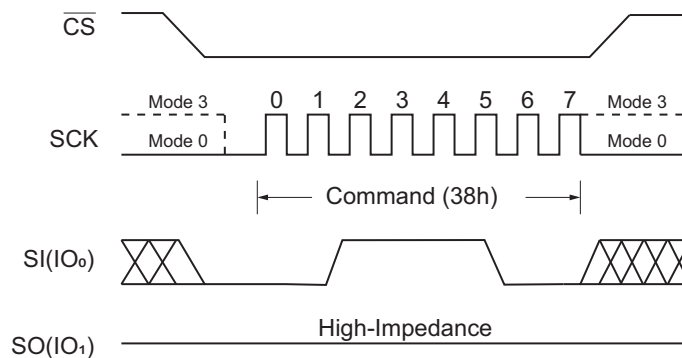 CS
Mode 3
0 1 2 3 4 5 6 7
Mode 3
SCK
Mode 0
Mode 0
Command (38h)
SI(IO₀)
High-Impedance
SO(IO₁)